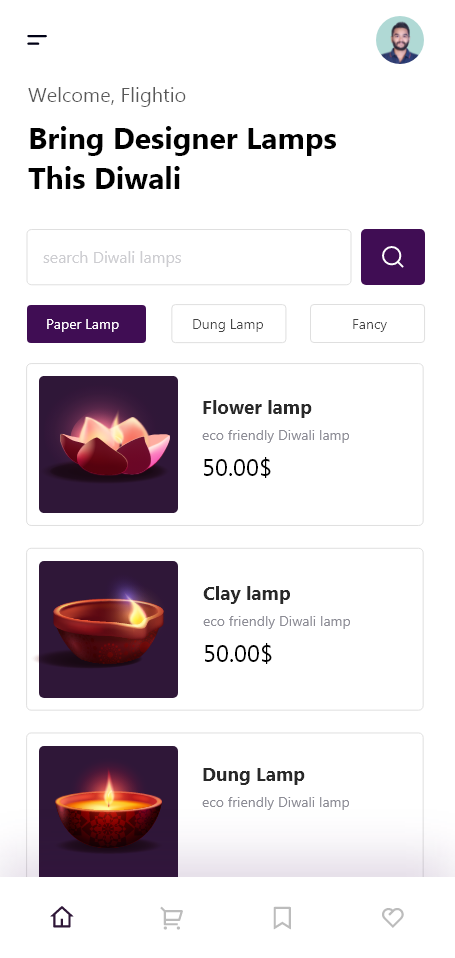 Welcome, Flightio
Bring Designer Lamps
This Diwali
search Diwali lamps
Paper Lamp
Dung Lamp
Fancy
Flower lamp
eco friendly Diwali lamp
50.00$
Clay lamp
eco friendly Diwali lamp
50.00$
Dung Lamp
eco friendly Diwali lamp